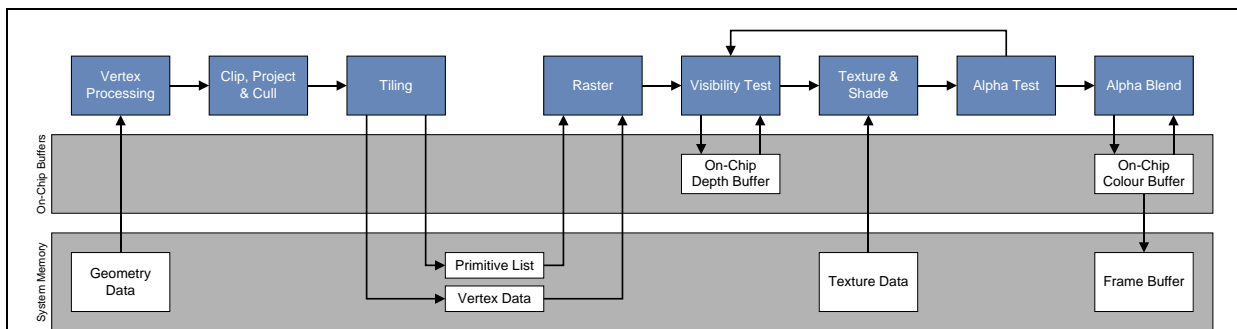 Vertex
Processing
Clip, Project
& Cull
Tiling
Raster
Visibility Test
Texture &
Shade
Alpha Test
Alpha Blend
On-Chip Buffers
On-Chip
Depth Buffer
On-Chip
Colour Buffer
System Memory
Geometry
Data
Primitive List
Vertex Data
Texture Data
Frame Buffer